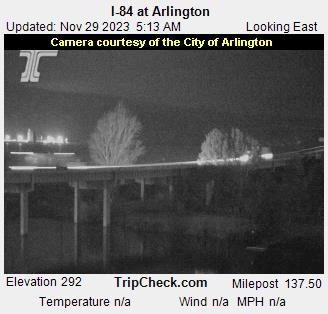 I-84 at Arlington
Updated: Nov 29 2023 5:13 AM Looking East
Camera courtesy of the City of Arlington
Elevation 292 TripCheck.com Milepost 137.50
Temperature n/a Wind n/a MPH n/a